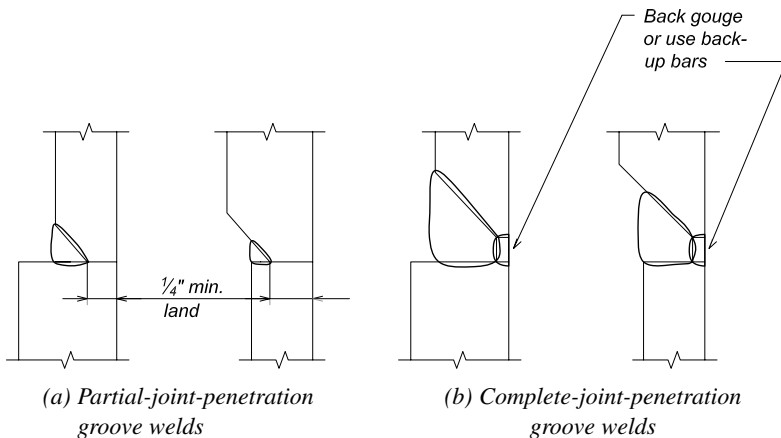 Back gouge
or use back-
up bars
¼" min.
land
(a) Partial-joint-penetration
groove welds
(b) Complete-joint-penetration
groove welds